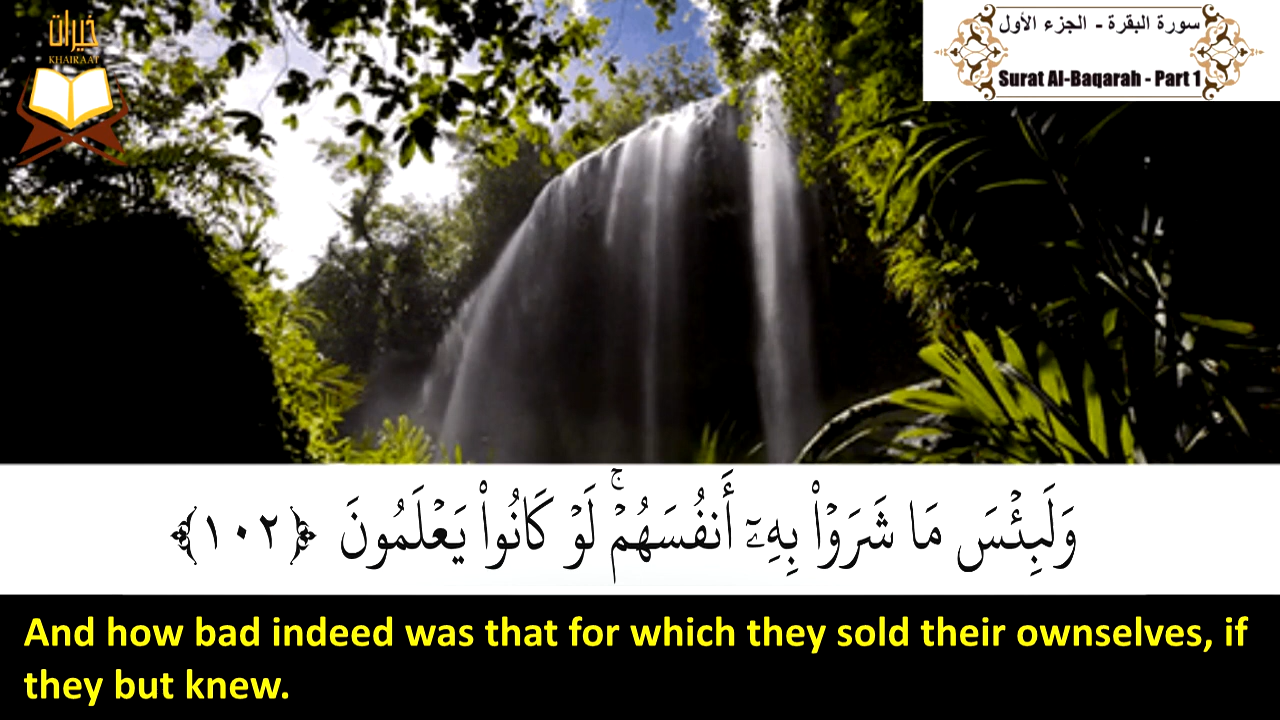 خيرات
KHAIRAAT
سورة البقرة - الجزء الأول
Surat Al-Baqarah - Part 1
وَلَبِئْسَ مَا شَرَوْا۟ بِهِۦٓ أَنفُسَهُمْ ۚ لَوْ كَانُوا۟ يَعْلَمُونَ ﴿١٠٢﴾
And how bad indeed was that for which they sold their ownselves, if
they but knew.